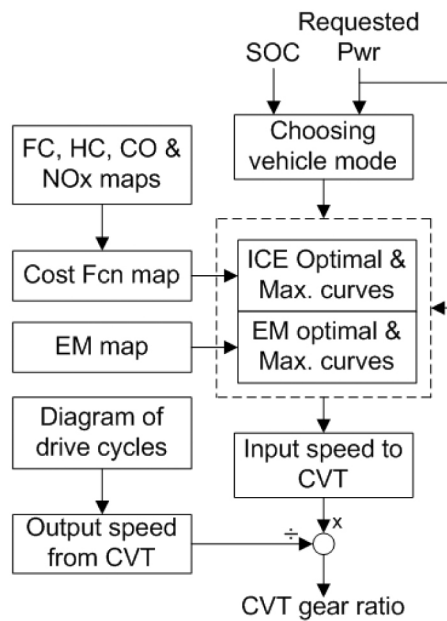 Requested
SOC Pwr
Choosing
vehicle mode
FC, HC, CO &
NOx maps
Cost Fcn map
ICE Optimal &
Max. curves
EM map
EM optimal &
Max. curves
Diagram of
drive cycles
Input speed to
CVT
Output speed
from CVT
÷
x
CVT gear ratio